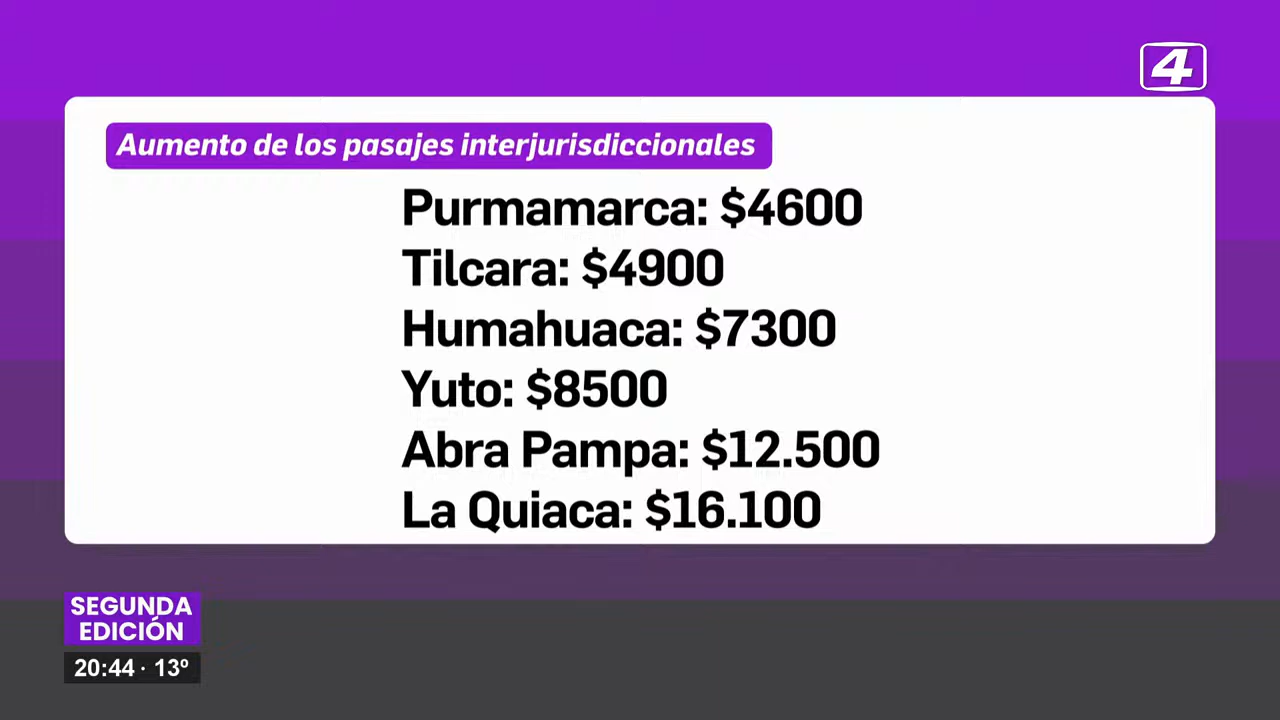 4
Aumento de los pasajes interjurisdiccionales
Purmamarca: $4600
Tilcara: $4900
Humahuaca: $7300
Yuto: $8500
Abra Pampa: $12.500
La Quiaca: $16.100
SEGUNDA
EDICIÓN
20:44 · 13º